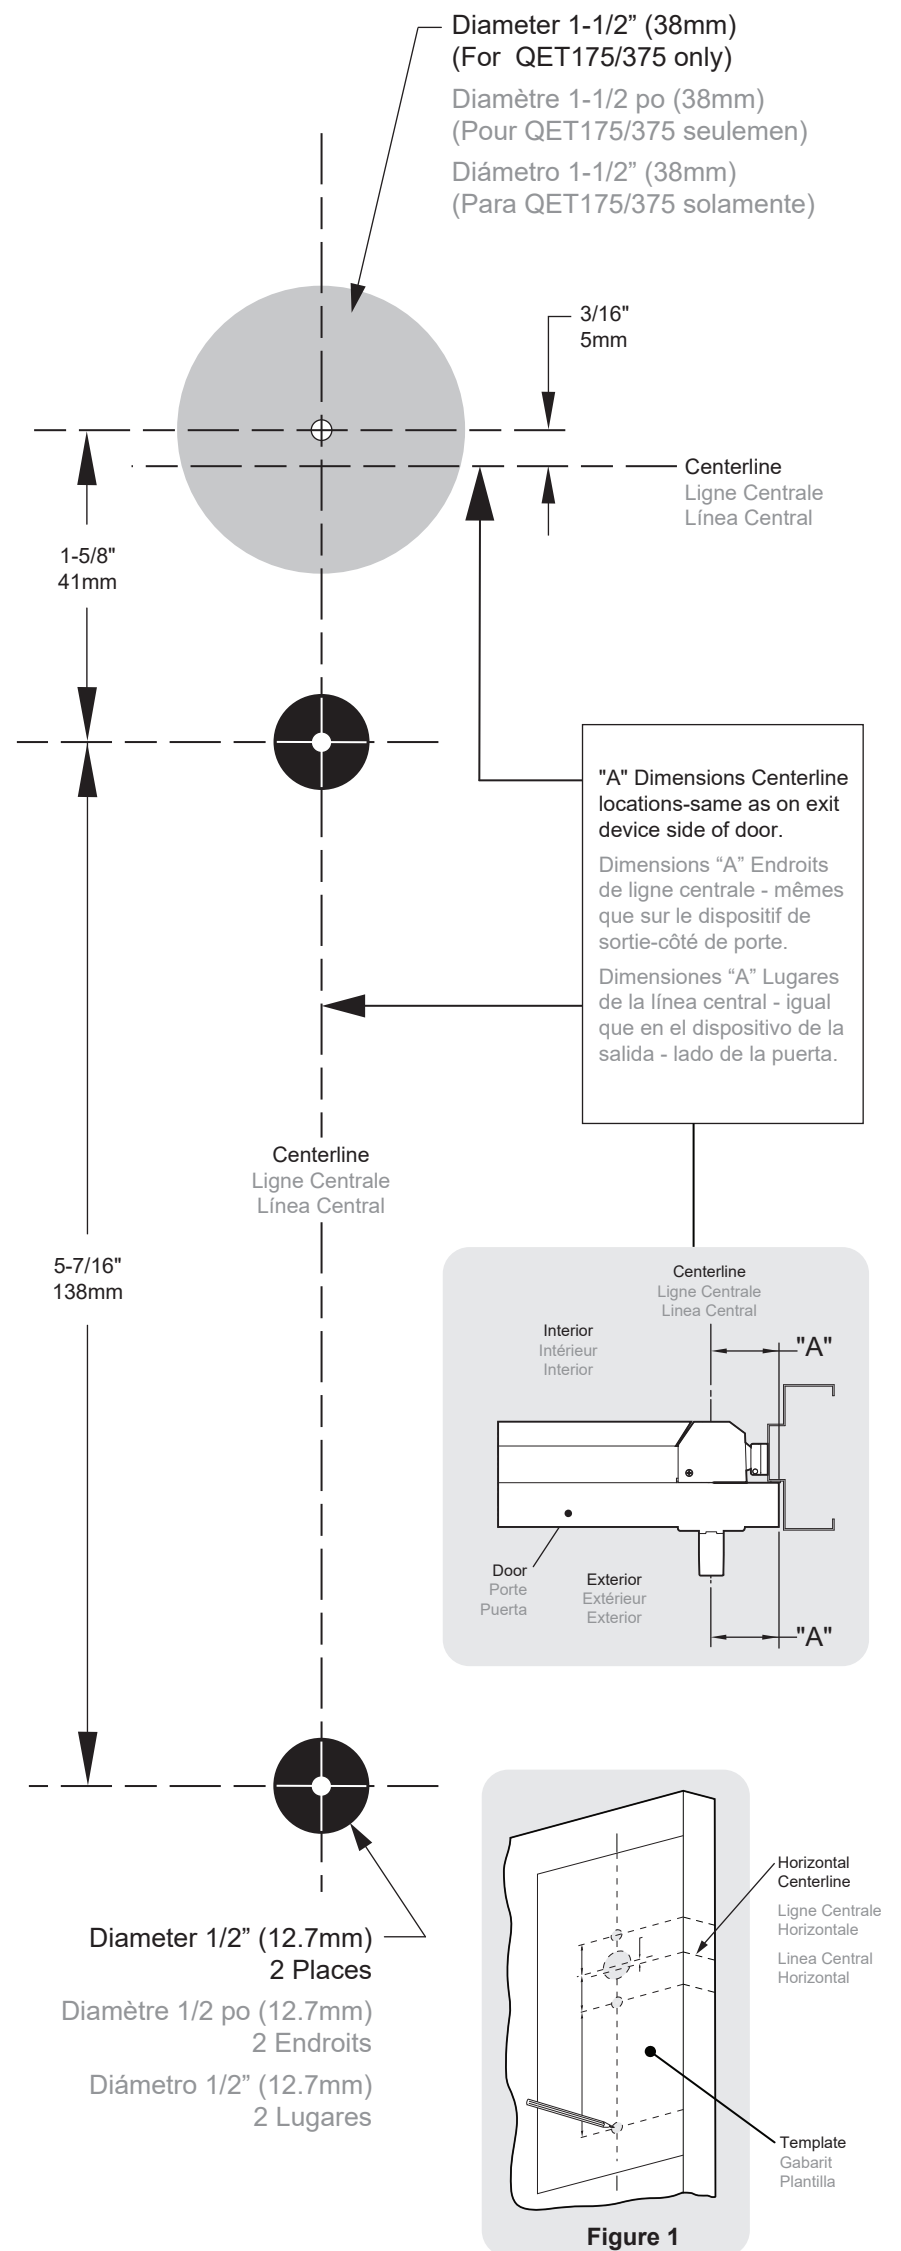 Diameter 1-1/2” (38mm)
(For QET175/375 only)
Diamètre 1-1/2 po (38mm)
(Pour QET175/375 seulemen)
Diámetro 1-1/2” (38mm)
(Para QET175/375 solamente)
3/16"
5mm
Centerline
Ligne Centrale
Línea Central
1-5/8"
41mm
"A" Dimensions Centerline
locations-same as on exit
device side of door.
Dimensions “A” Endroits
de ligne centrale - mêmes
que sur le dispositif de
sortie-côté de porte.
Dimensiones “A” Lugares
de la línea central - igual
que en el dispositivo de la
salida - lado de la puerta.
Centerline
Ligne Centrale
Línea Central
5-7/16"
138mm
Centerline
Ligne Centrale
Linea Central
Interior
Intérieur
Interior
"A"
Door
Porte
Puerta
Exterior
Extérieur
Exterior
"A"
Diameter 1/2” (12.7mm)
2 Places
Diamètre 1/2 po (12.7mm)
2 Endroits
Diámetro 1/2” (12.7mm)
2 Lugares
Horizontal
Centerline
Ligne Centrale
Horizontale
Linea Central
Horizontal
Template
Gabarit
Plantilla
Figure 1